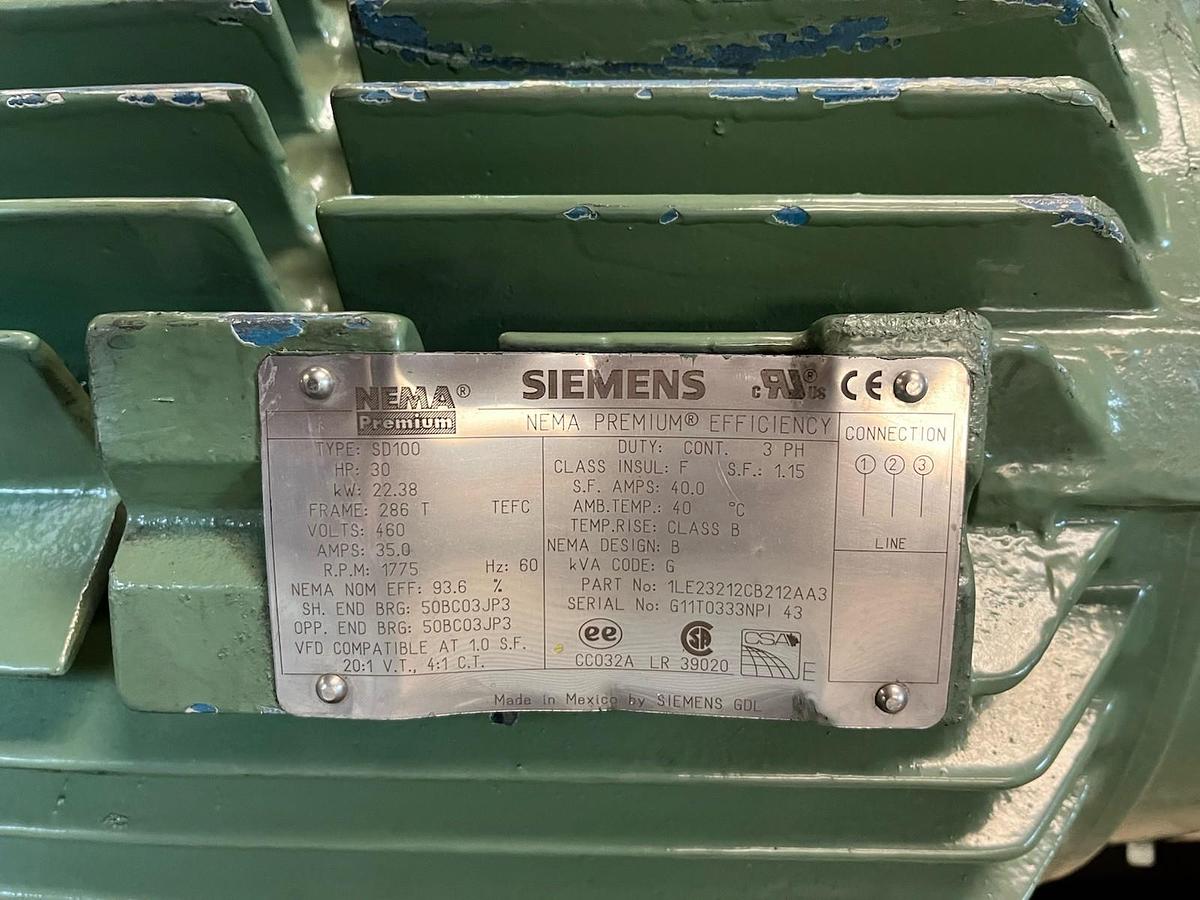 NEMA® Premium
SIEMENS
c RU® US CE
NEMA PREMIUM® EFFICIENCY
TYPE: SD100
HP: 30
kW: 22.38
FRAME: 286 T TEFC
VOLTS: 460
AMPS: 35.0
R.P.M: 1775 Hz: 60
NEMA NOM EFF: 93.6 %
SH. END BRG: 50BC03JP3
OPP. END BRG: 50BC03JP3
VFD COMPATIBLE AT 1.0 S.F.
20:1 V.T., 4:1 C.T.
DUTY: CONT. 3 PH
CLASS INSUL: F S.F.: 1.15
S.F. AMPS: 40.0
AMB.TEMP.: 40 °C
TEMP.RISE: CLASS B
NEMA DESIGN: B
kVA CODE: G
PART No: 1LE23212CB212AA3
SERIAL No: G11T0333NPI 43
ee SA CSA
CC032A LR 39020 E
CONNECTION
1 2 3
LINE
Made in Mexico by SIEMENS GDL